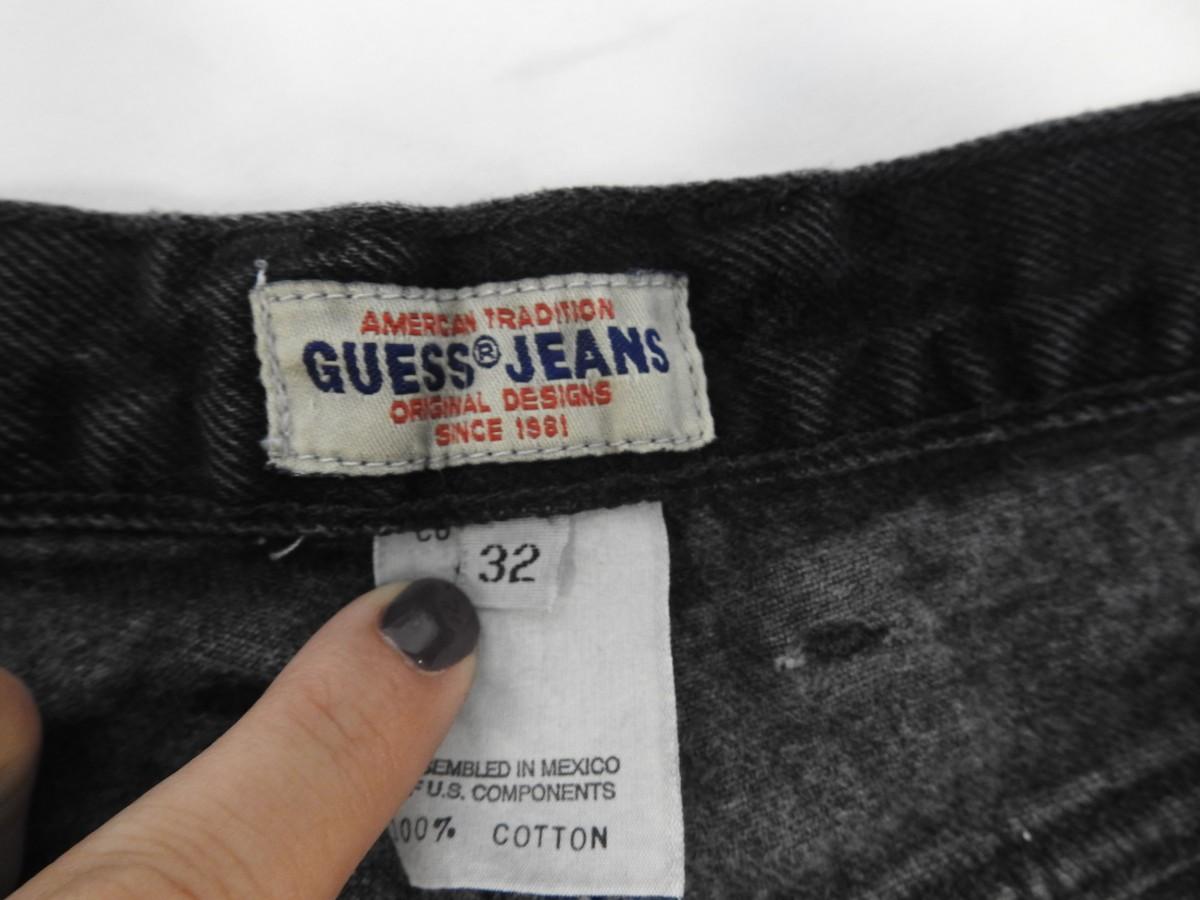 AMERICAN TRADITION
GUESS® JEANS
ORIGINAL DESIGNS
SINCE 1981
32
SEMBLED IN MEXICO
U.S. COMPONENTS
100% COTTON